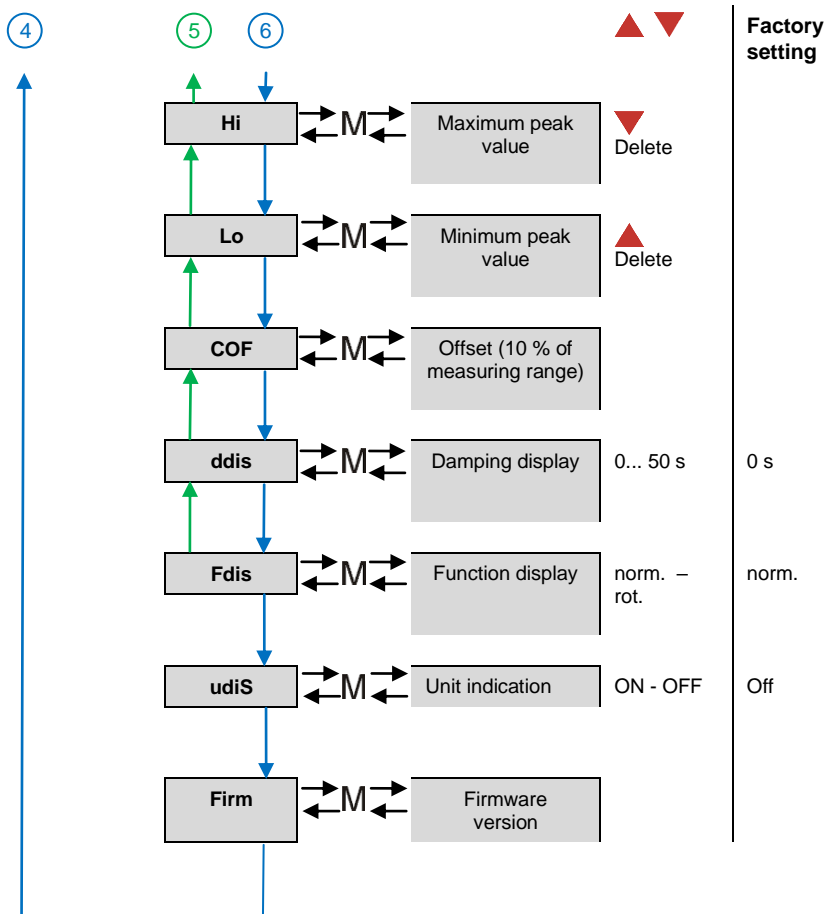 4
5
6
Factory
setting
Hi
M
Maximum peak
value
Delete
Lo
M
Minimum peak
value
Delete
COF
M
Offset (10 % of
measuring range)
ddis
M
Damping display
0... 50 s
0 s
Fdis
M
Function display
norm. –
rot.
norm.
udiS
M
Unit indication
ON - OFF
Off
Firm
M
Firmware
version